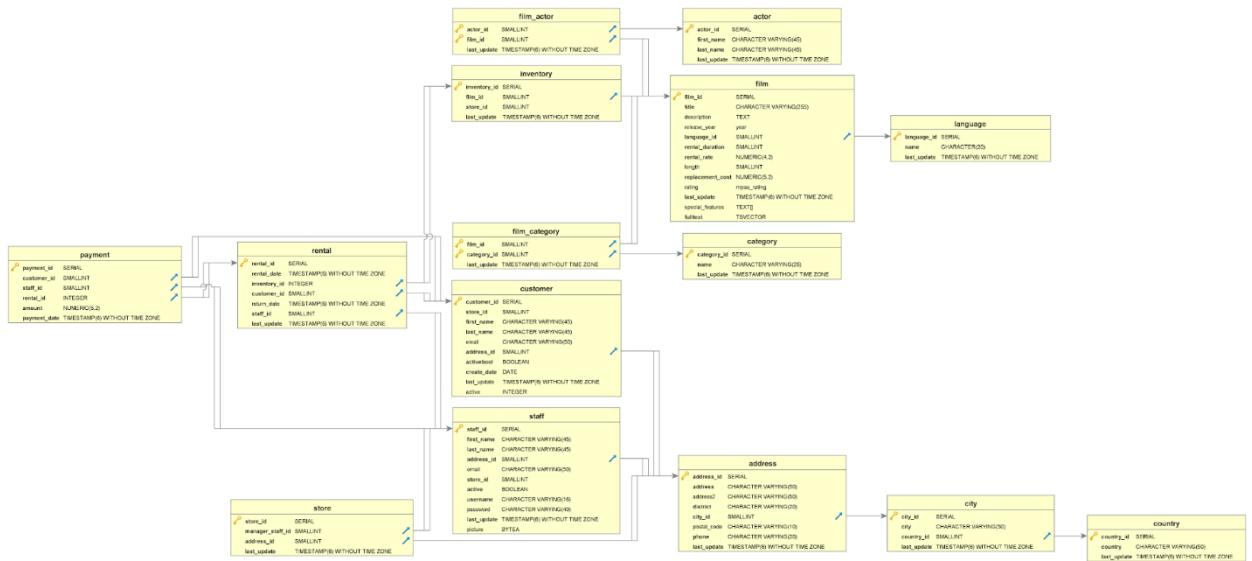 film_actor
actor_id SMALLINT
film_id SMALLINT
last_update TIMESTAMP(6) WITHOUT TIME ZONE
actor
actor_id SERIAL
first_name CHARACTER VARYING(45)
last_name CHARACTER VARYING(45)
last_update TIMESTAMP(6) WITHOUT TIME ZONE
inventory
inventory_id SERIAL
film_id SMALLINT
store_id SMALLINT
last_update TIMESTAMP(6) WITHOUT TIME ZONE
film
film_id SERIAL
title CHARACTER VARYING(255)
description TEXT
release_year year
language_id SMALLINT
rental_duration SMALLINT
rental_rate NUMERIC(4,2)
length SMALLINT
replacement_cost NUMERIC(5,2)
rating mpaa_rating
last_update TIMESTAMP(6) WITHOUT TIME ZONE
special_features TEXT[]
fulltext TSVECTOR
language
language_id SERIAL
name CHARACTER(20)
last_update TIMESTAMP(6) WITHOUT TIME ZONE
film_category
film_id SMALLINT
category_id SMALLINT
last_update TIMESTAMP(6) WITHOUT TIME ZONE
category
category_id SERIAL
name CHARACTER VARYING(25)
last_update TIMESTAMP(6) WITHOUT TIME ZONE
payment
payment_id SERIAL
customer_id SMALLINT
staff_id SMALLINT
rental_id INTEGER
amount NUMERIC(5,2)
payment_date TIMESTAMP(6) WITHOUT TIME ZONE
rental
rental_id SERIAL
rental_date TIMESTAMP(6) WITHOUT TIME ZONE
inventory_id INTEGER
customer_id SMALLINT
return_date TIMESTAMP(6) WITHOUT TIME ZONE
staff_id SMALLINT
last_update TIMESTAMP(6) WITHOUT TIME ZONE
customer
customer_id SERIAL
store_id SMALLINT
first_name CHARACTER VARYING(45)
last_name CHARACTER VARYING(45)
email CHARACTER VARYING(50)
address_id SMALLINT
activebool BOOLEAN
create_date DATE
last_update TIMESTAMP(6) WITHOUT TIME ZONE
active INTEGER
staff
staff_id SERIAL
first_name CHARACTER VARYING(45)
last_name CHARACTER VARYING(45)
address_id SMALLINT
email CHARACTER VARYING(50)
store_id SMALLINT
active BOOLEAN
username CHARACTER VARYING(16)
password CHARACTER VARYING(40)
last_update TIMESTAMP(6) WITHOUT TIME ZONE
picture BYTEA
store
store_id SERIAL
manager_staff_id SMALLINT
address_id SMALLINT
last_update TIMESTAMP(6) WITHOUT TIME ZONE
address
address_id SERIAL
address CHARACTER VARYING(50)
address2 CHARACTER VARYING(50)
district CHARACTER VARYING(20)
city_id SMALLINT
postal_code CHARACTER VARYING(10)
phone CHARACTER VARYING(20)
last_update TIMESTAMP(6) WITHOUT TIME ZONE
city
city_id SERIAL
city CHARACTER VARYING(50)
country_id SMALLINT
last_update TIMESTAMP(6) WITHOUT TIME ZONE
country
country_id SERIAL
country CHARACTER VARYING(50)
last_update TIMESTAMP(6) WITHOUT TIME ZONE